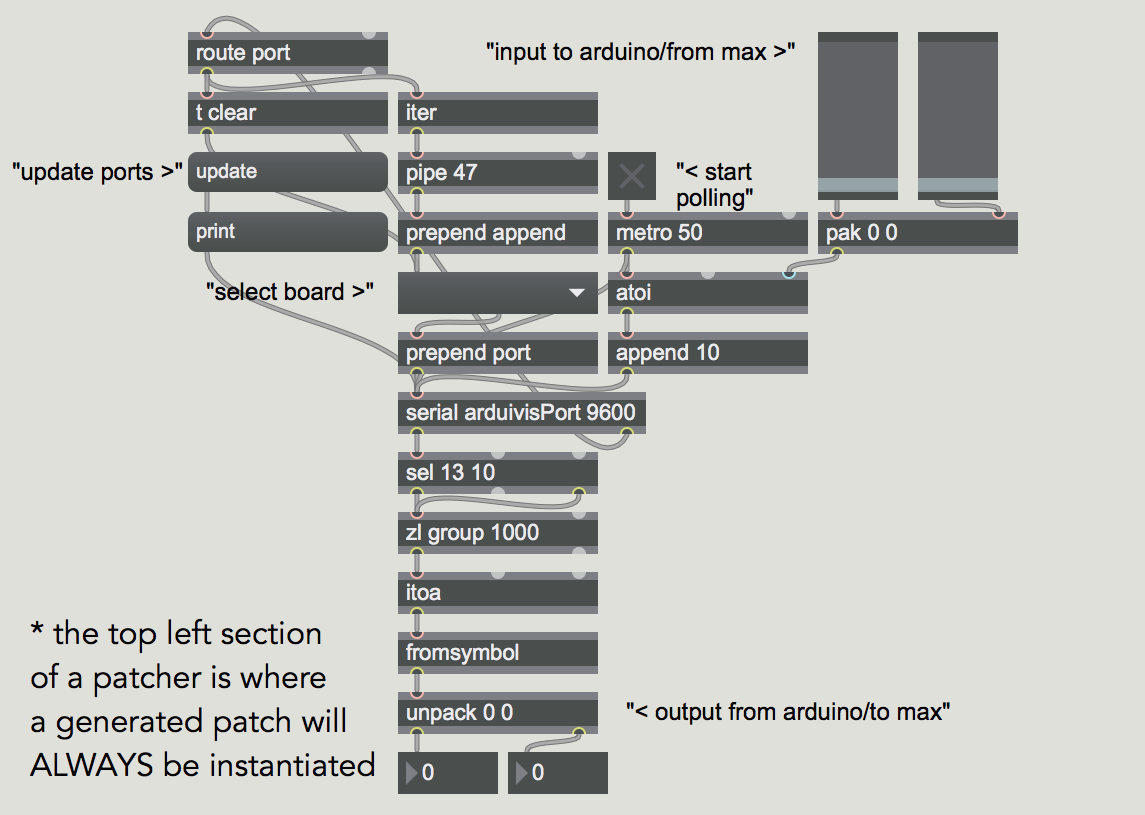 route port
"input to arduino/from max >"
t clear
iter
"update ports >"
update
pipe 47
"< start
polling"
print
prepend append
metro 50
pak 0 0
"select board >"
atoi
prepend port
append 10
serial arduivisPort 9600
sel 13 10
zl group 1000
itoa
* the top left section
of a patcher is where
a generated patch will
ALWAYS be instantiated
fromsymbol
unpack 0 0
"< output from arduino/to max"
0
0